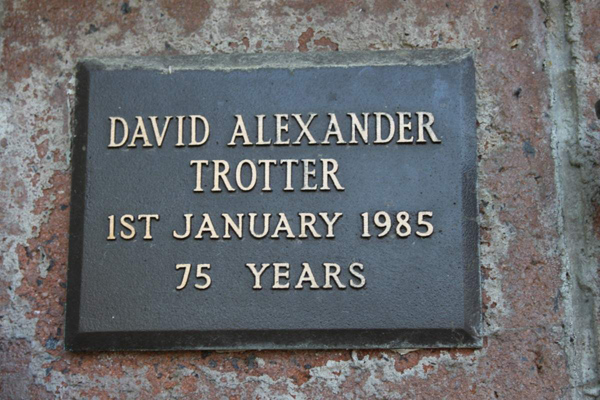 DAVID ALEXANDER
TROTTER
1ST JANUARY 1985
75 YEARS